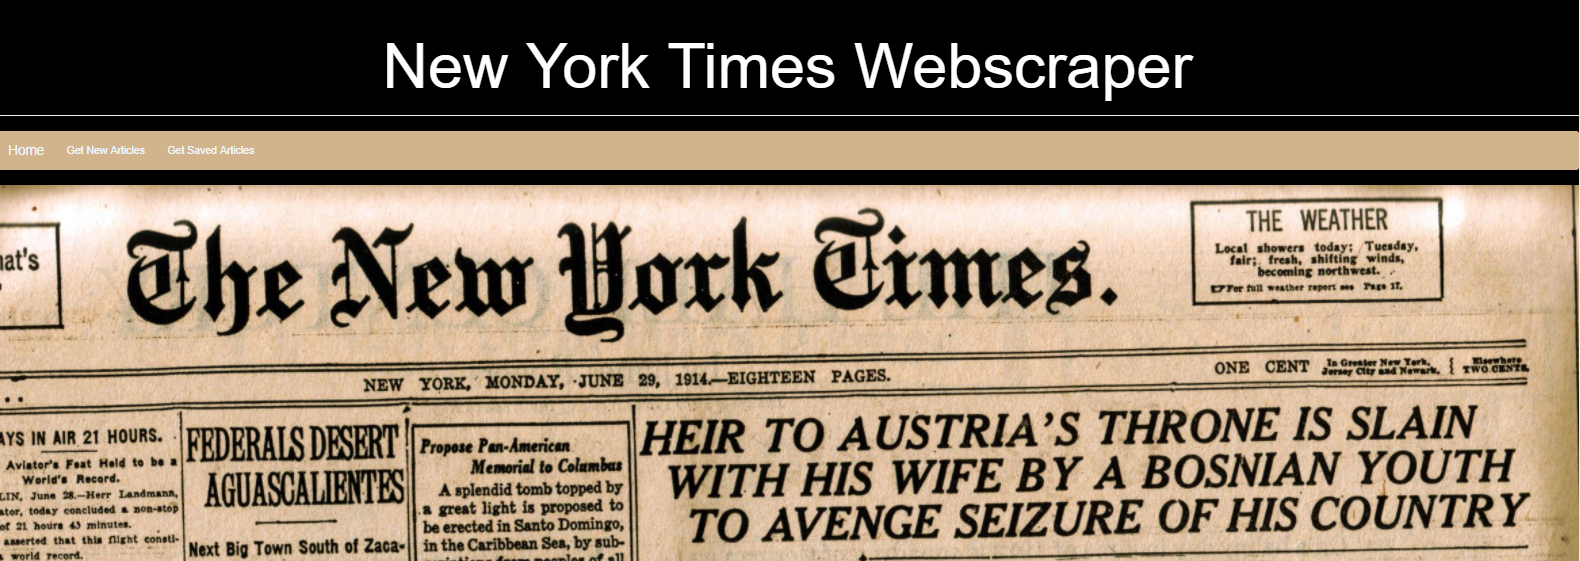 New York Times Webscraper
Home Get New Articles Get Saved Articles
at's
The New York Times.
THE WEATHER
Local showers today; Tuesday,
fair; fresh, shifting winds,
becoming northwest.
For full weather report see Page 17.
NEW YORK, MONDAY, JUNE 29, 1914.—EIGHTEEN PAGES.
ONE CENT
In Greater New York,
Jersey City and Newark.
{ Elsewhere
TWO CENTS.
AYS IN AIR 21 HOURS.
Aviator's Feat Held to be a
World's Record.
LIN, June 28.—Herr Landmann,
ator, today concluded a non-stop
of 21 hours 43 minutes.
asserted that this flight consti-
world record.
FEDERALS DESERT
AGUASCALIENTES
Next Big Town South of Zaca-
Propose Pan-American
Memorial to Columbus
A splendid tomb topped by
a great light is proposed to
be erected in Santo Domingo,
in the Caribbean Sea, by sub-
of all
HEIR TO AUSTRIA'S THRONE IS SLAIN
WITH HIS WIFE BY A BOSNIAN YOUTH
TO AVENGE SEIZURE OF HIS COUNTRY